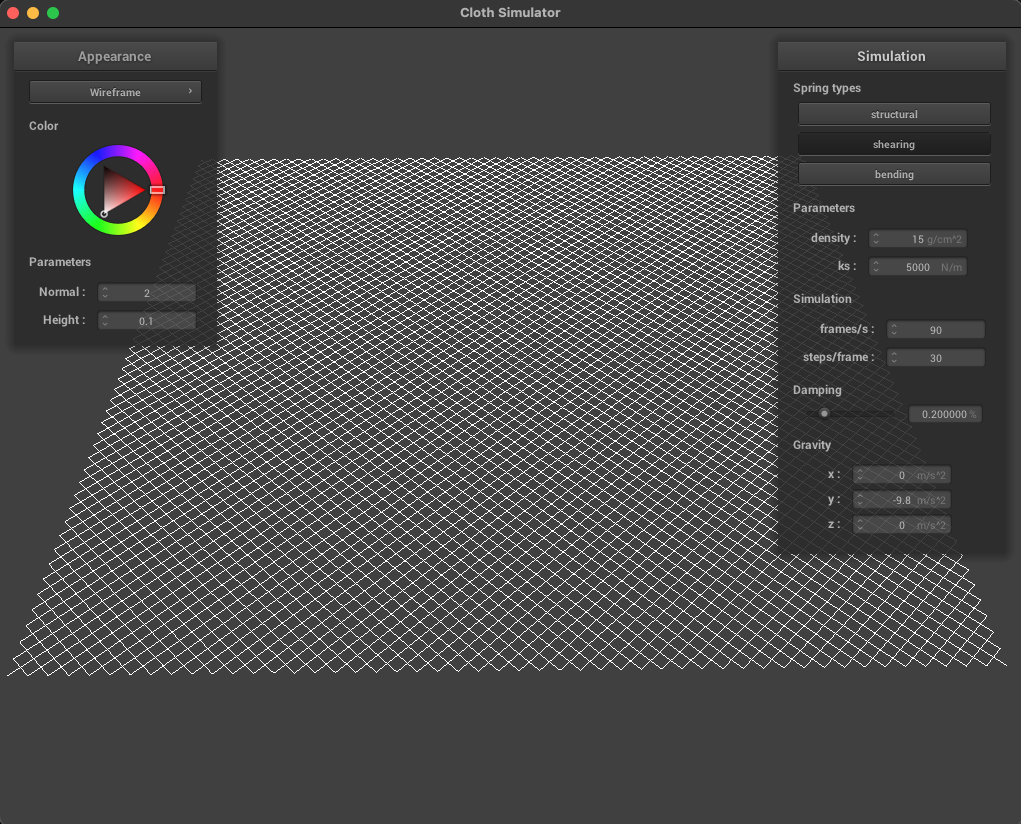 Cloth Simulator
Appearance
Wireframe
Color
Parameters
Normal : 2
Height : 0.1
Simulation
Spring types
structural
shearing
bending
Parameters
density : 15 g/cm^2
ks : 5000 N/m
Simulation
frames/s : 90
steps/frame : 30
Damping
0.200000 %
Gravity
x : 0 m/s^2
y : -9.8 m/s^2
z : 0 m/s^2